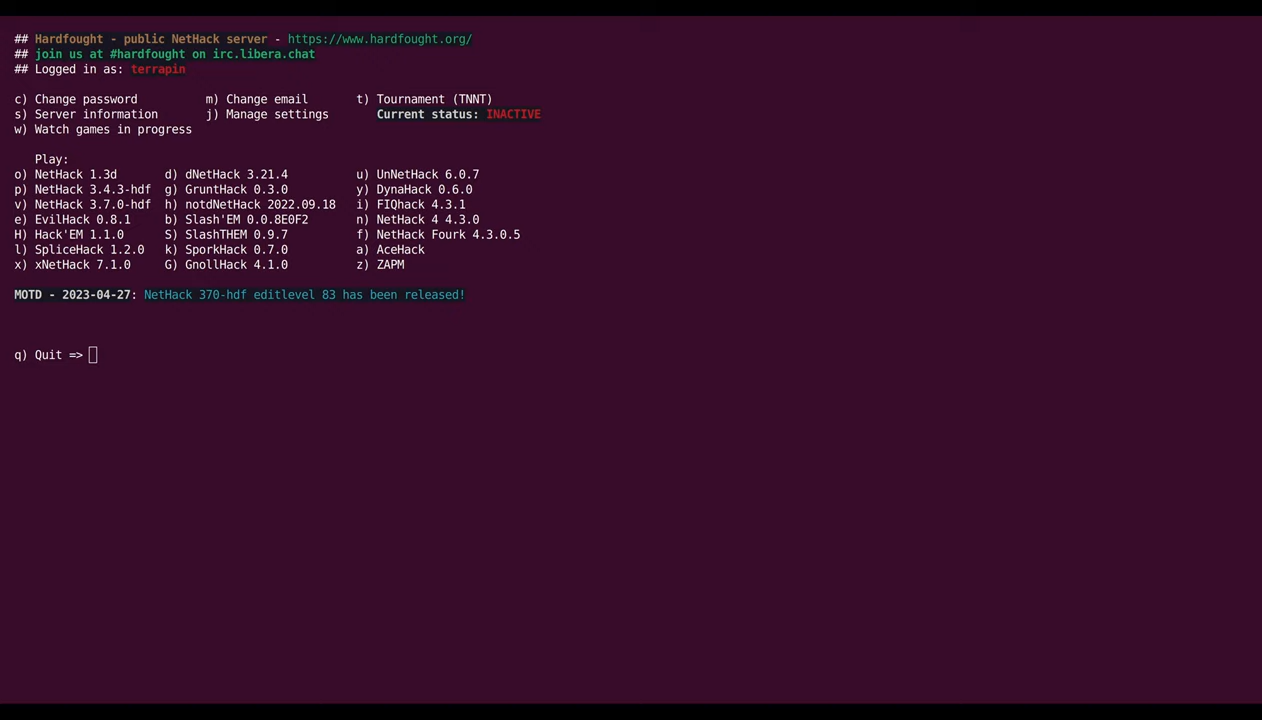 ## Hardfought - public NetHack server - https://www.hardfought.org/
## join us at #hardfought on irc.libera.chat
## Logged in as: terrapin
c) Change password m) Change email t) Tournament (TNNT)
s) Server information j) Manage settings Current status: INACTIVE
w) Watch games in progress
Play:
o) NetHack 1.3d d) dNetHack 3.21.4 u) UnNetHack 6.0.7
p) NetHack 3.4.3-hdf g) GruntHack 0.3.0 y) DynaHack 0.6.0
v) NetHack 3.7.0-hdf h) notdNetHack 2022.09.18 i) FIQhack 4.3.1
e) EvilHack 0.8.1 b) Slash'EM 0.0.8E0F2 n) NetHack 4 4.3.0
H) Hack'EM 1.1.0 S) SlashTHEM 0.9.7 f) NetHack Fourk 4.3.0.5
l) SpliceHack 1.2.0 k) SporkHack 0.7.0 a) AceHack
x) xNetHack 7.1.0 G) GnollHack 4.1.0 z) ZAPM
MOTD - 2023-04-27: NetHack 370-hdf editlevel 83 has been released!
q) Quit =>